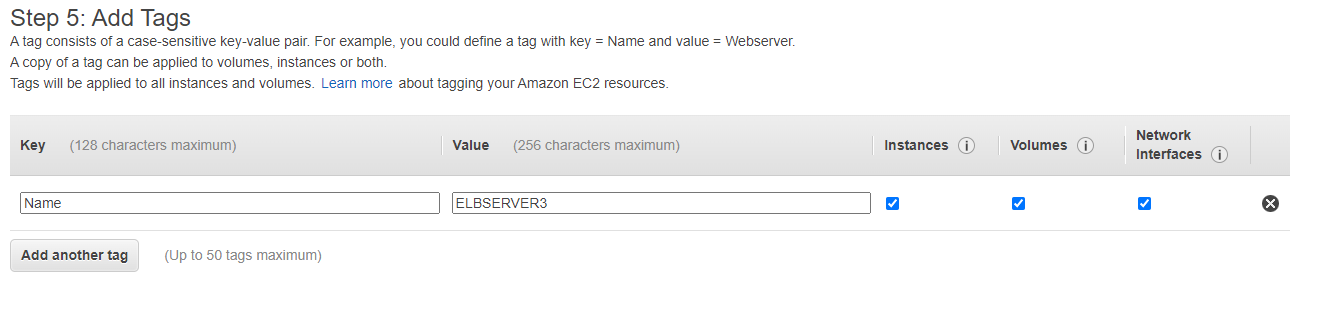 Step 5: Add Tags
A tag consists of a case-sensitive key-value pair. For example, you could define a tag with key = Name and value = Webserver.
A copy of a tag can be applied to volumes, instances or both.
Tags will be applied to all instances and volumes. Learn more about tagging your Amazon EC2 resources.
Key (128 characters maximum) Value (256 characters maximum) Instances i Volumes i Network Interfaces i
Name ELBSERVER3
Add another tag (Up to 50 tags maximum)